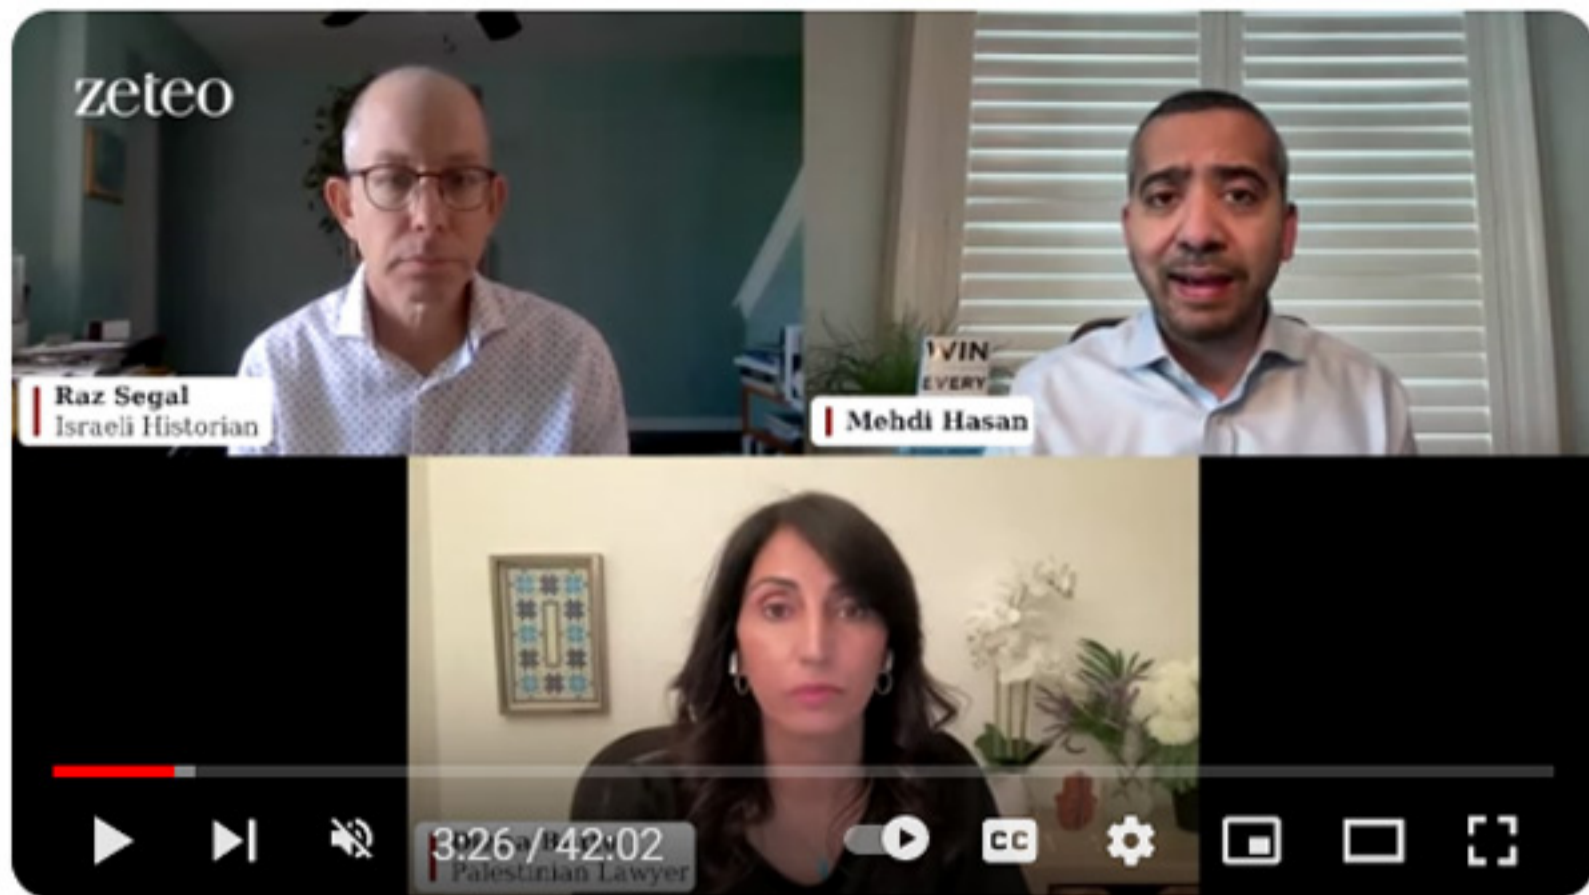 zeteo
Raz Segal
Israeli Historian
WIN
EVERY
Mehdi Hasan
3:26 / 42:02
Palestinian Lawyer
CC